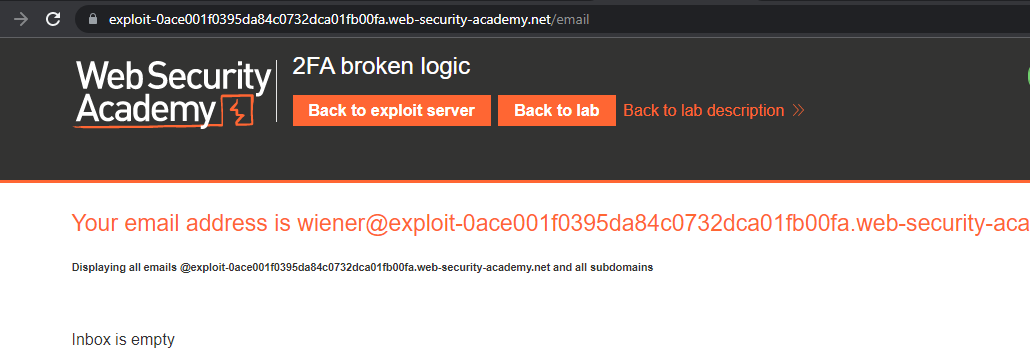 exploit-0ace001f0395da84c0732dca01fb00fa.web-security-academy.net/email
WebSecurity
Academy
2FA broken logic
Back to exploit server
Back to lab
Back to lab description
Your email address is wiener@exploit-0ace001f0395da84c0732dca01fb00fa.web-security-aca
Displaying all emails @exploit-0ace001f0395da84c0732dca01fb00fa.web-security-academy.net and all subdomains
Inbox is empty